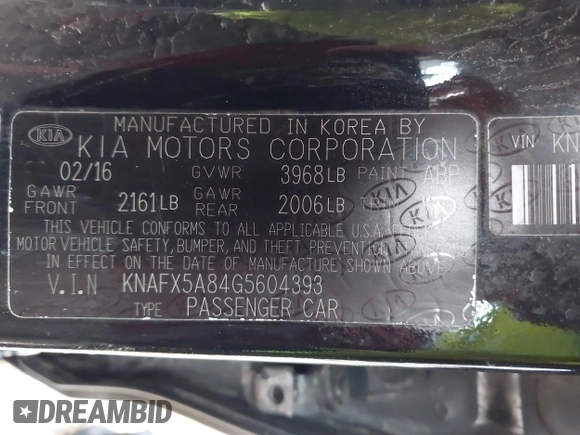 MANUFACTURED IN KOREA BY
KIA KIA MOTORS CORPORATION
02/16 GVWR 3968LB PAINT ABP
GAWR FRONT 2161LB GAWR REAR 2006LB
THIS VEHICLE CONFORMS TO ALL APPLICABLE U.S.A
MOTOR VEHICLE SAFETY, BUMPER, AND THEFT PREVENTION
IN EFFECT ON THE DATE OF MANUFACTURE, SHOWN ABOVE
V.I.N KNAFX5A84G5604393
TYPE PASSENGER CAR
VIN KN
DREAMBID